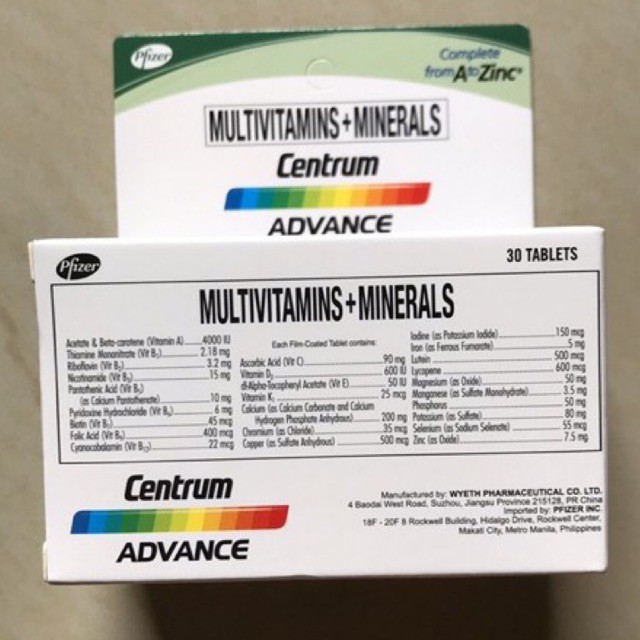 Pfizer
Complete
from A to Zinc®
MULTIVITAMINS+MINERALS
Centrum
ADVANCE
Pfizer
30 TABLETS
MULTIVITAMINS+MINERALS
Acetate & Beta-carotene (Vitamin A) 4000 IU
Thiamine Mononitrate (Vit B1) 2.18 mg
Riboflavin (Vit B2) 3.2 mg
Nicotinamide (Vit B3) 15 mg
Pantothenic Acid (Vit B5)
(as Calcium Pantothenate) 10 mg
Pyridoxine Hydrochloride (Vit B6) 6 mg
Biotin (Vit B7) 45 mcg
Folic Acid (Vit B9) 400 mcg
Cyanocobalamin (Vit B12) 22 mcg
Each Film-Coated Tablet contains:
Ascorbic Acid (Vit C) 90 mg
Vitamin D3 600 IU
dl-Alpha-Tocopheryl Acetate (Vit E) 50 IU
Vitamin K1 25 mcg
Calcium (as Calcium Carbonate and Calcium
Hydrogen Phosphate Anhydrous) 200 mg
Chromium (as Chloride) 35 mcg
Copper (as Sulfate Anhydrous) 500 mcg
Iodine (as Potassium Iodide) 150 mcg
Iron (as Ferrous Fumarate) 5 mg
Lutein 500 mcg
Lycopene 600 mcg
Magnesium (as Oxide) 50 mg
Manganese (as Sulfate Monohydrate) 3.5 mg
Phosphorus 50 mg
Potassium (as Sulfate) 80 mg
Selenium (as Sodium Selenate) 55 mcg
Zinc (as Oxide) 7.5 mg
Centrum
ADVANCE
Manufactured by: WYETH PHARMACEUTICAL CO. LTD.
4 Baodai West Road, Suzhou, Jiangsu Province 215128, PR China
Imported by: PFIZER INC.
18F - 20F 8 Rockwell Building, Hidalgo Drive, Rockwell Center,
Makati City, Metro Manila, Philippines